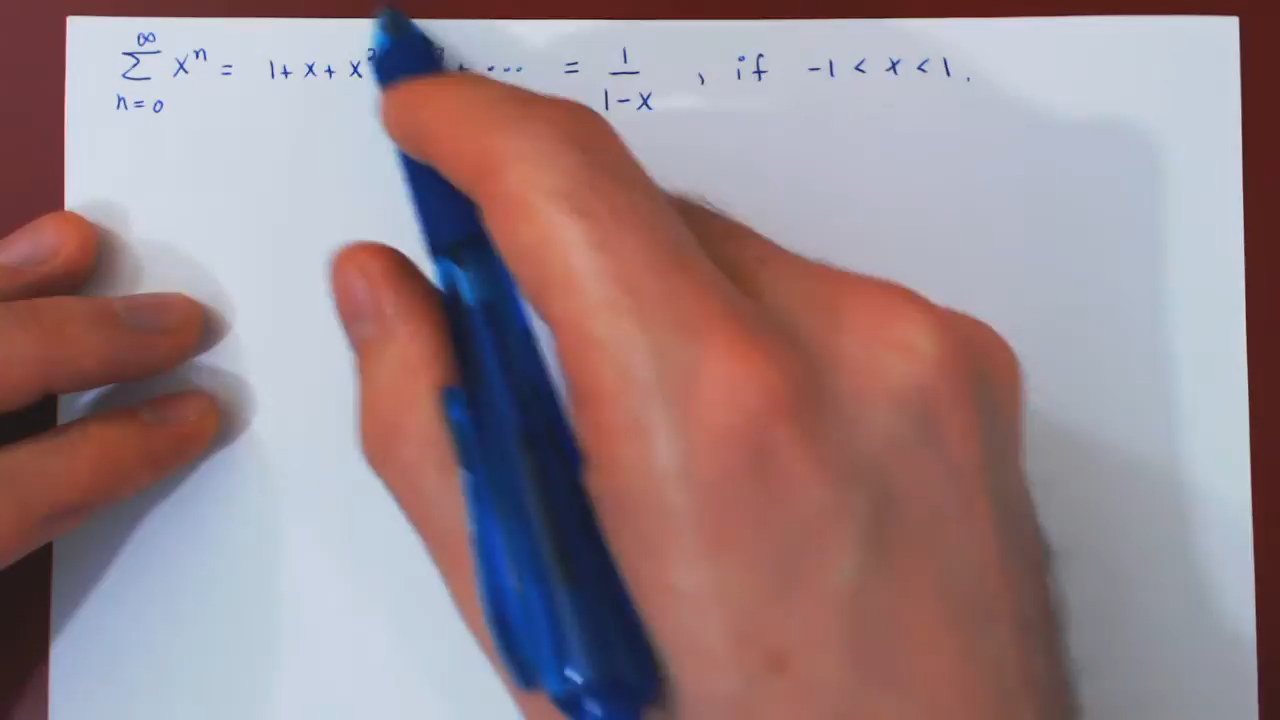 ∞
∑ xⁿ = 1 + x + x² + ... = 1/(1-x) , if -1 < x < 1.
n=0